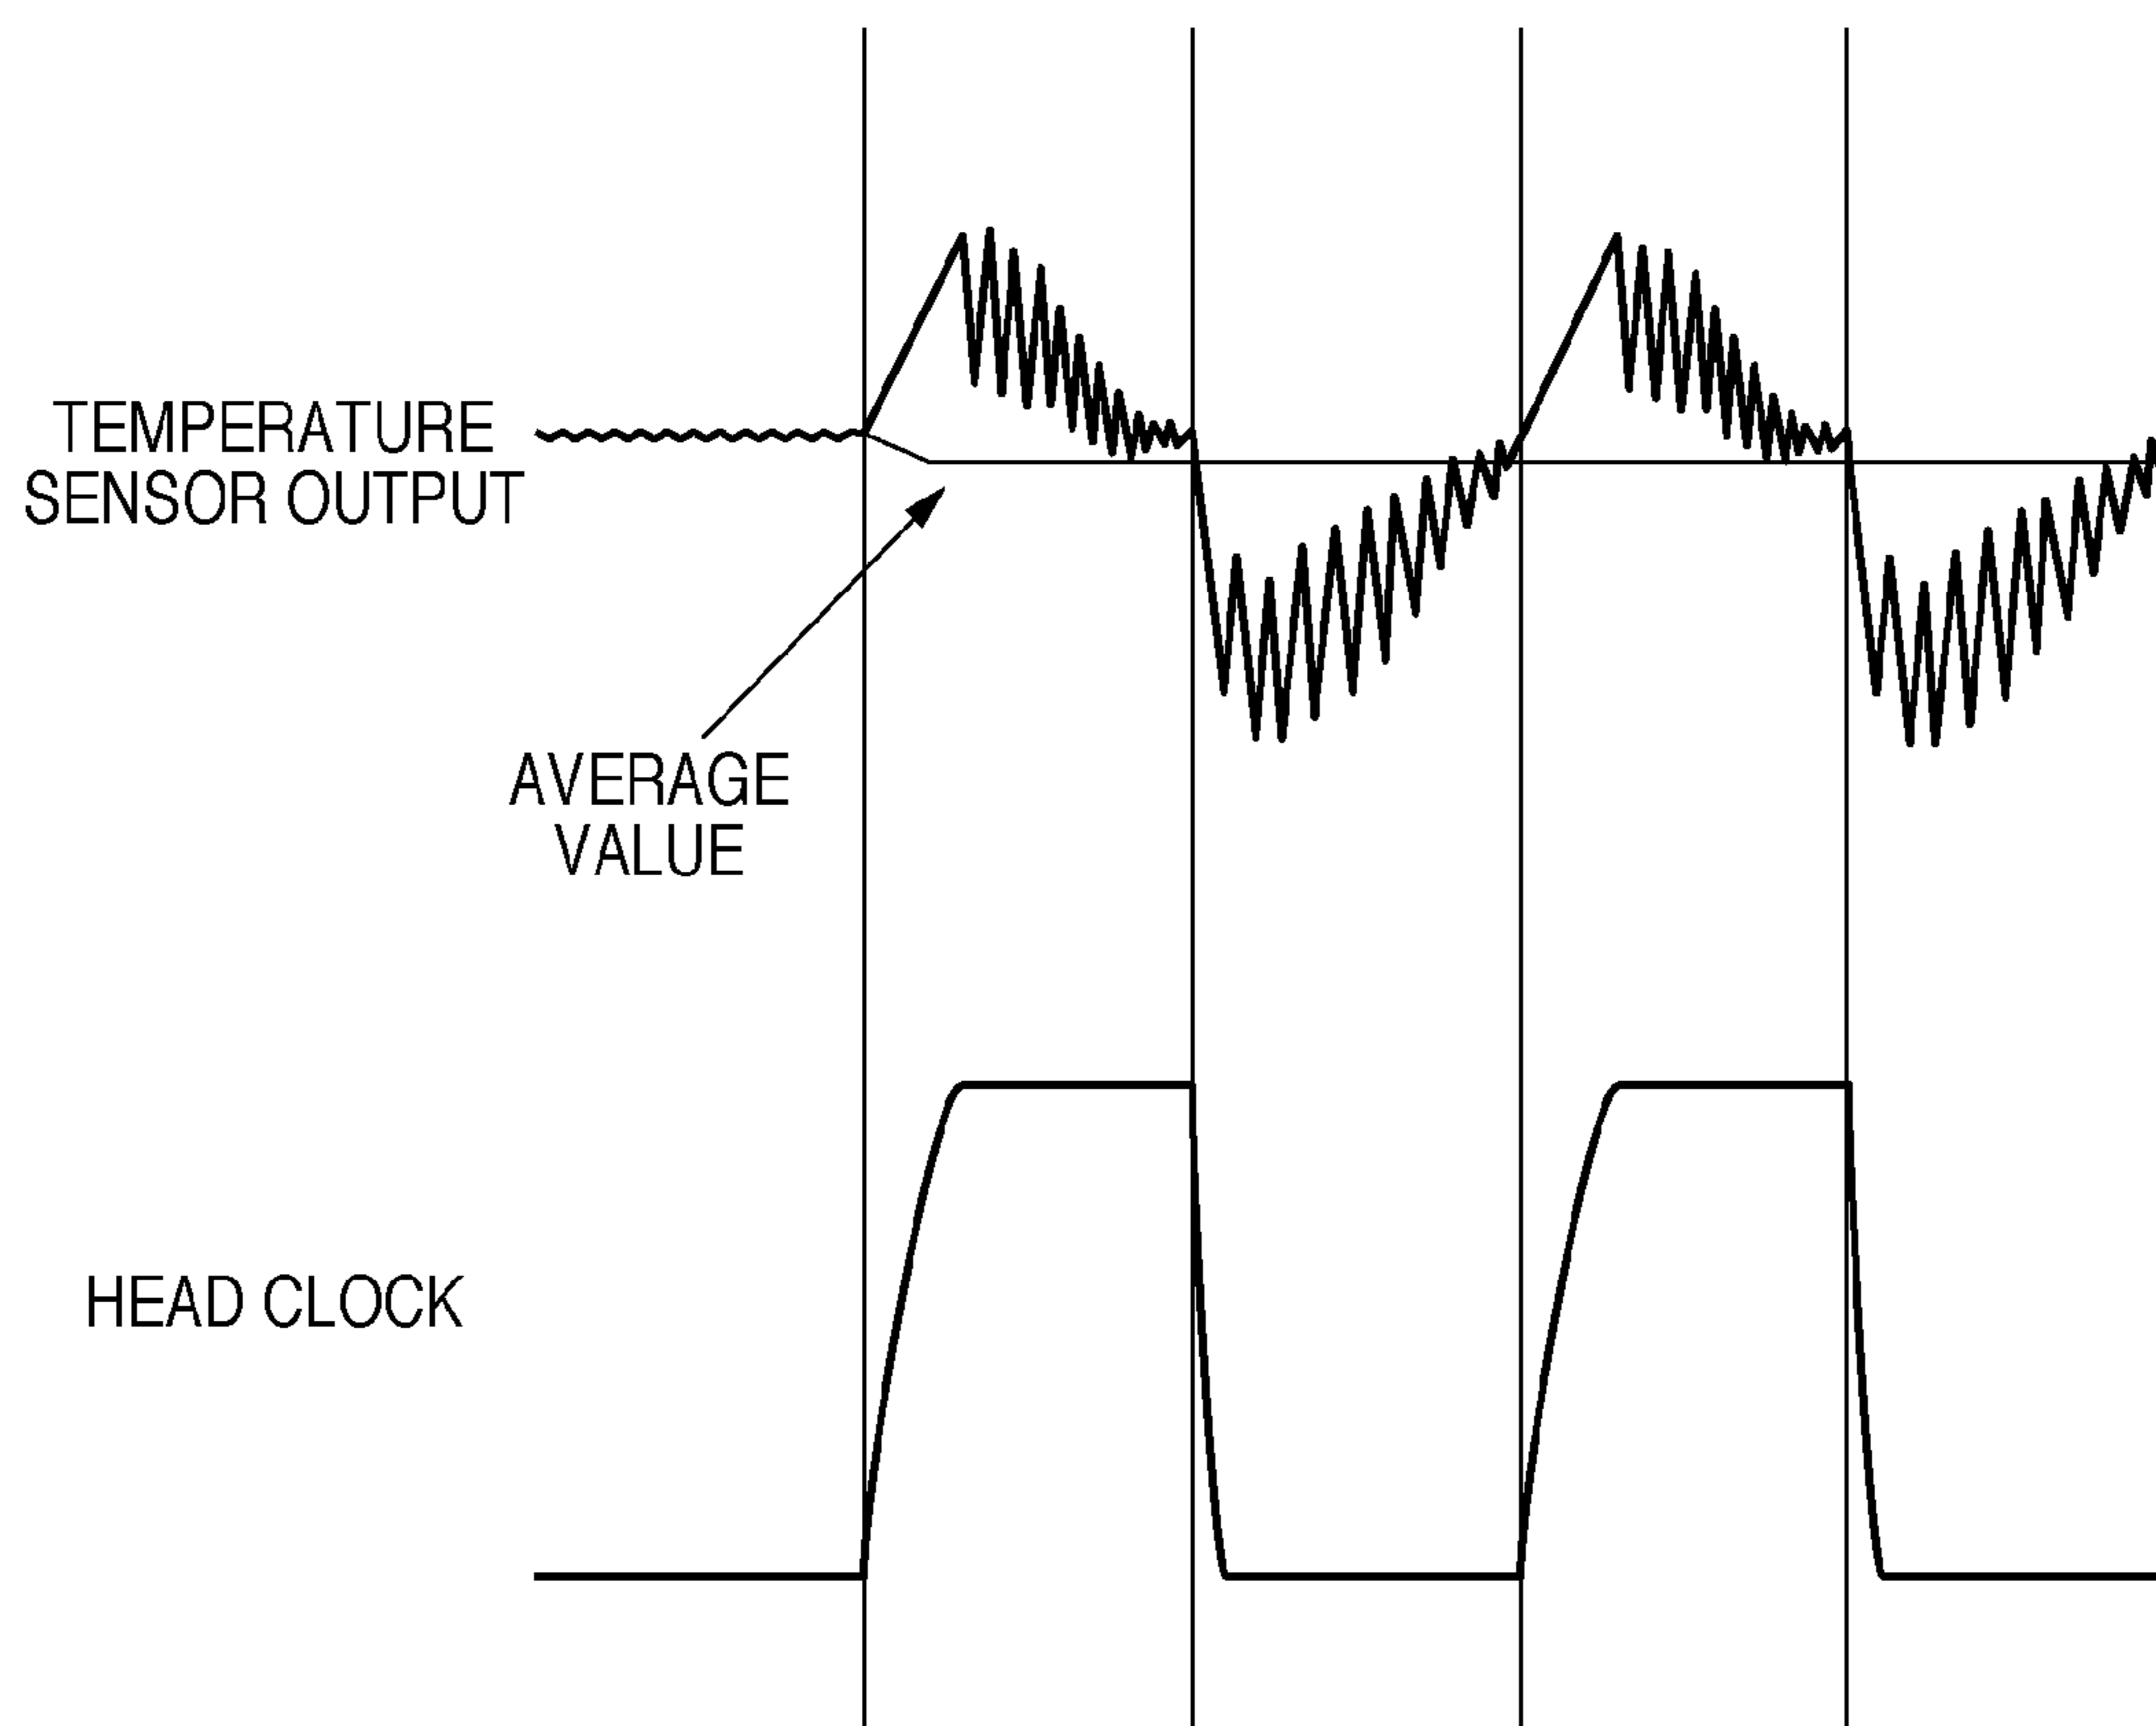 TEMPERATURE
SENSOR OUTPUT
AVERAGE
VALUE
HEAD CLOCK